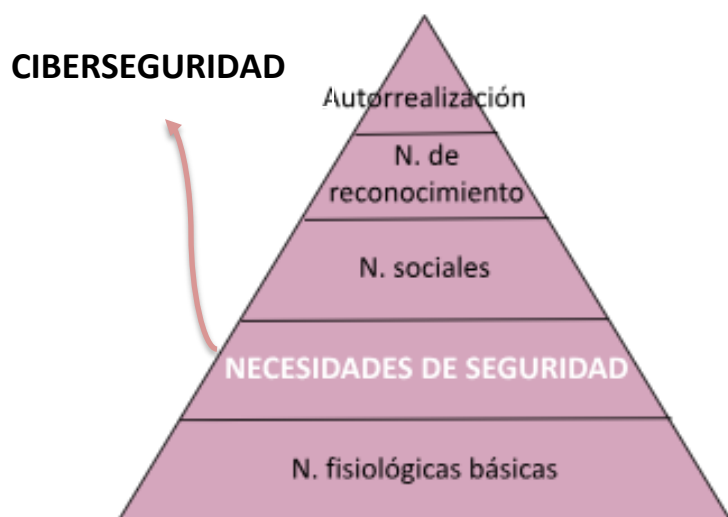 CIBERSEGURIDAD
Autorrealización
N. de
reconocimiento
N. sociales
NECESIDADES DE SEGURIDAD
N. fisiológicas básicas